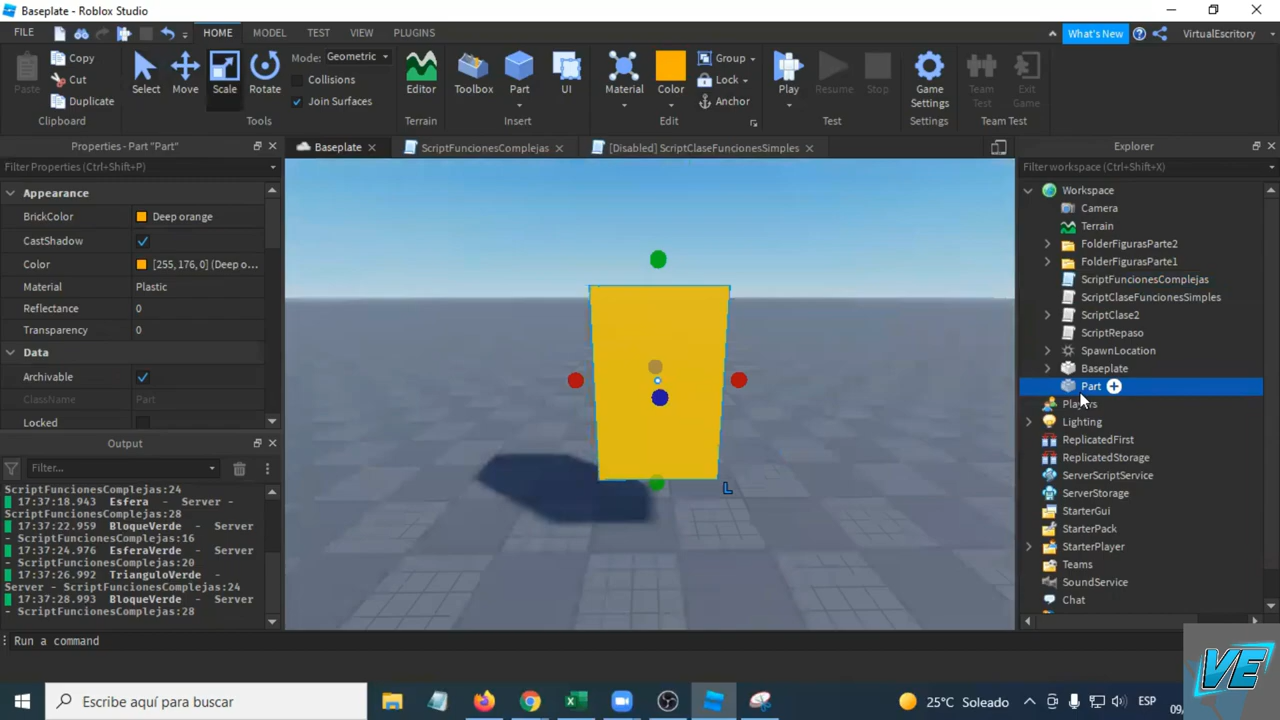 Baseplate - Roblox Studio
FILE
HOME
MODEL
TEST
VIEW
PLUGINS
What's New
VirtualEscritory
Paste
Copy
Cut
Duplicate
Clipboard
Select
Move
Scale
Rotate
Mode: Geometric
Collisions
Join Surfaces
Tools
Editor
Terrain
Toolbox
Part
UI
Insert
Material
Color
Group
Lock
Anchor
Edit
Play
Resume
Stop
Test
Game
Settings
Settings
Team
Test
Exit
Game
Team Test
Properties - Part "Part"
Filter Properties (Ctrl+Shift+P)
Appearance
BrickColor Deep orange
CastShadow
Color [255, 176, 0] (Deep o...
Material Plastic
Reflectance 0
Transparency 0
Data
Archivable
ClassName Part
Locked
Output
Filter...
ScriptFuncionesComplejas:24
17:37:18.943 Esfera - Server -
ScriptFuncionesComplejas:28
17:37:22.959 BloqueVerde - Server
- ScriptFuncionesComplejas:16
17:37:24.976 EsferaVerde - Server
- ScriptFuncionesComplejas:20
17:37:26.992 TrianguloVerde -
Server - ScriptFuncionesComplejas:24
17:37:28.993 BloqueVerde - Server
- ScriptFuncionesComplejas:28
Baseplate
ScriptFuncionesComplejas
[Disabled] ScriptClaseFuncionesSimples
L
Explorer
Filter workspace (Ctrl+Shift+X)
Workspace
Camera
Terrain
FolderFigurasParte2
FolderFigurasParte1
ScriptFuncionesComplejas
ScriptClaseFuncionesSimples
ScriptClase2
ScriptRepaso
SpawnLocation
Baseplate
Part
Players
Lighting
ReplicatedFirst
ReplicatedStorage
ServerScriptService
ServerStorage
StarterGui
StarterPack
StarterPlayer
Teams
SoundService
Chat
Run a command
VE
Escribe aquí para buscar
25°C Soleado
ESP
09/